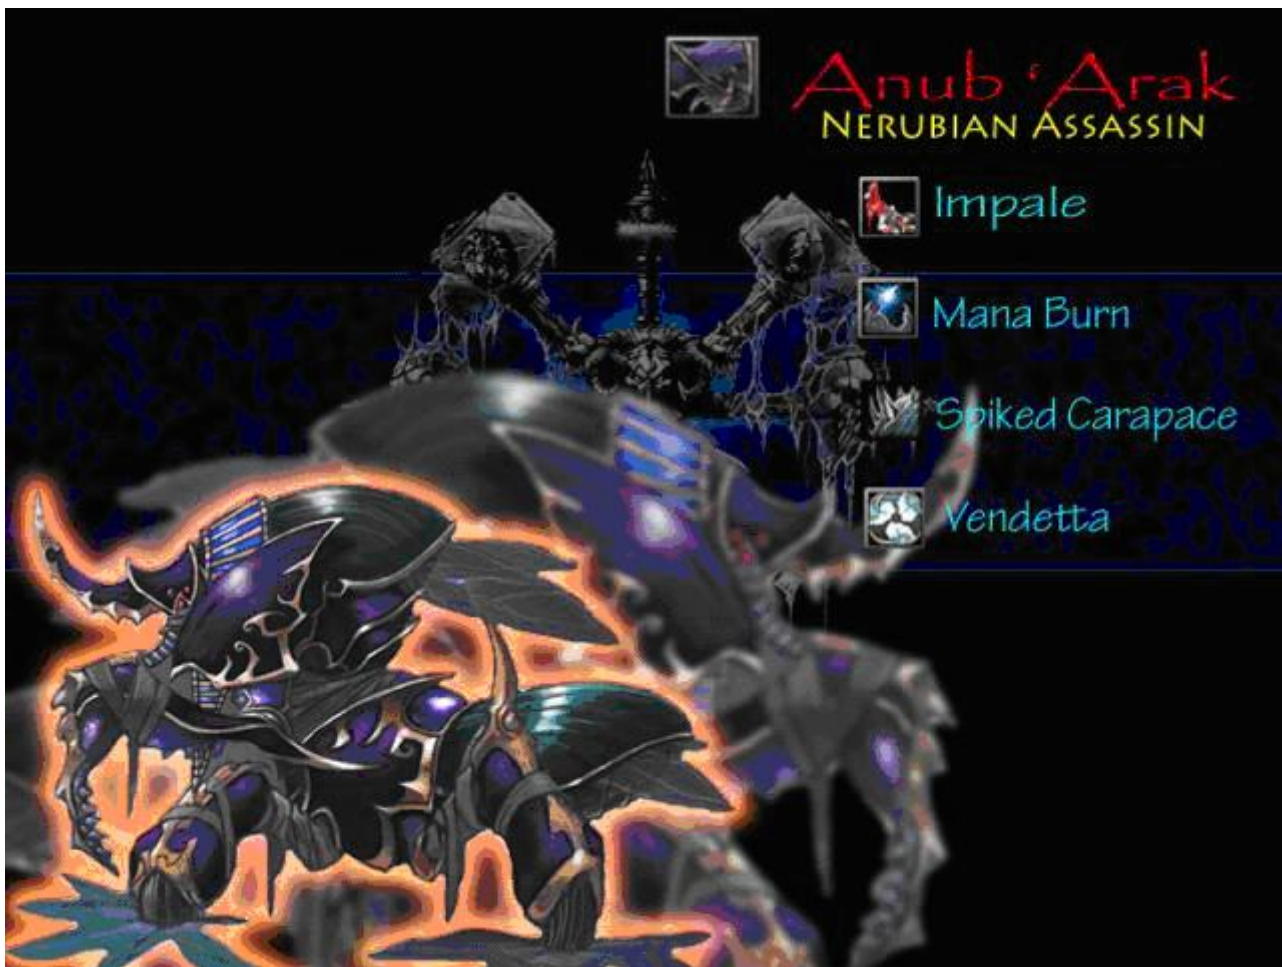 Anub 'Arak
NERUBIAN ASSASSIN
Impale
Mana Burn
Spiked Carapace
Vendetta